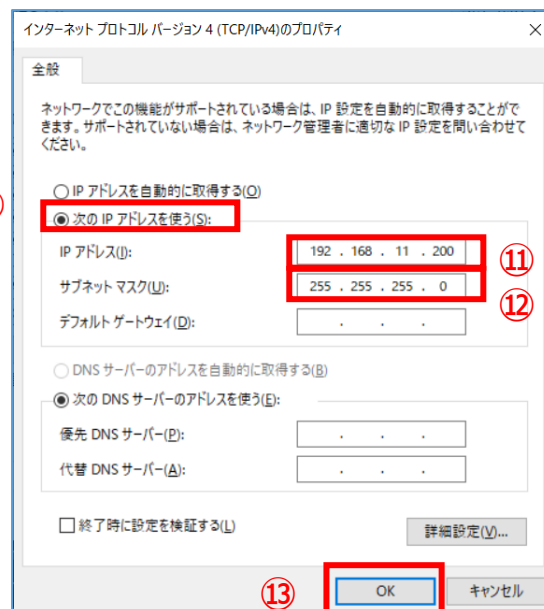 インターネット プロトコル バージョン 4 (TCP/IPv4)のプロパティ
全般
ネットワークでこの機能がサポートされている場合は、IP 設定を自動的に取得することがで
きます。サポートされていない場合は、ネットワーク管理者に適切な IP 設定を問い合わせて
ください。
IP アドレスを自動的に取得する(O)
次の IP アドレスを使う(S):
IP アドレス(I): 192 . 168 . 11 . 200 ⑪
サブネット マスク(U): 255 . 255 . 255 . 0 ⑫
デフォルト ゲートウェイ(D): . . .
DNS サーバーのアドレスを自動的に取得する(B)
次の DNS サーバーのアドレスを使う(E):
優先 DNS サーバー(P): . . .
代替 DNS サーバー(A): . . .
終了時に設定を検証する(L)
詳細設定(V)...
⑬ OK キャンセル